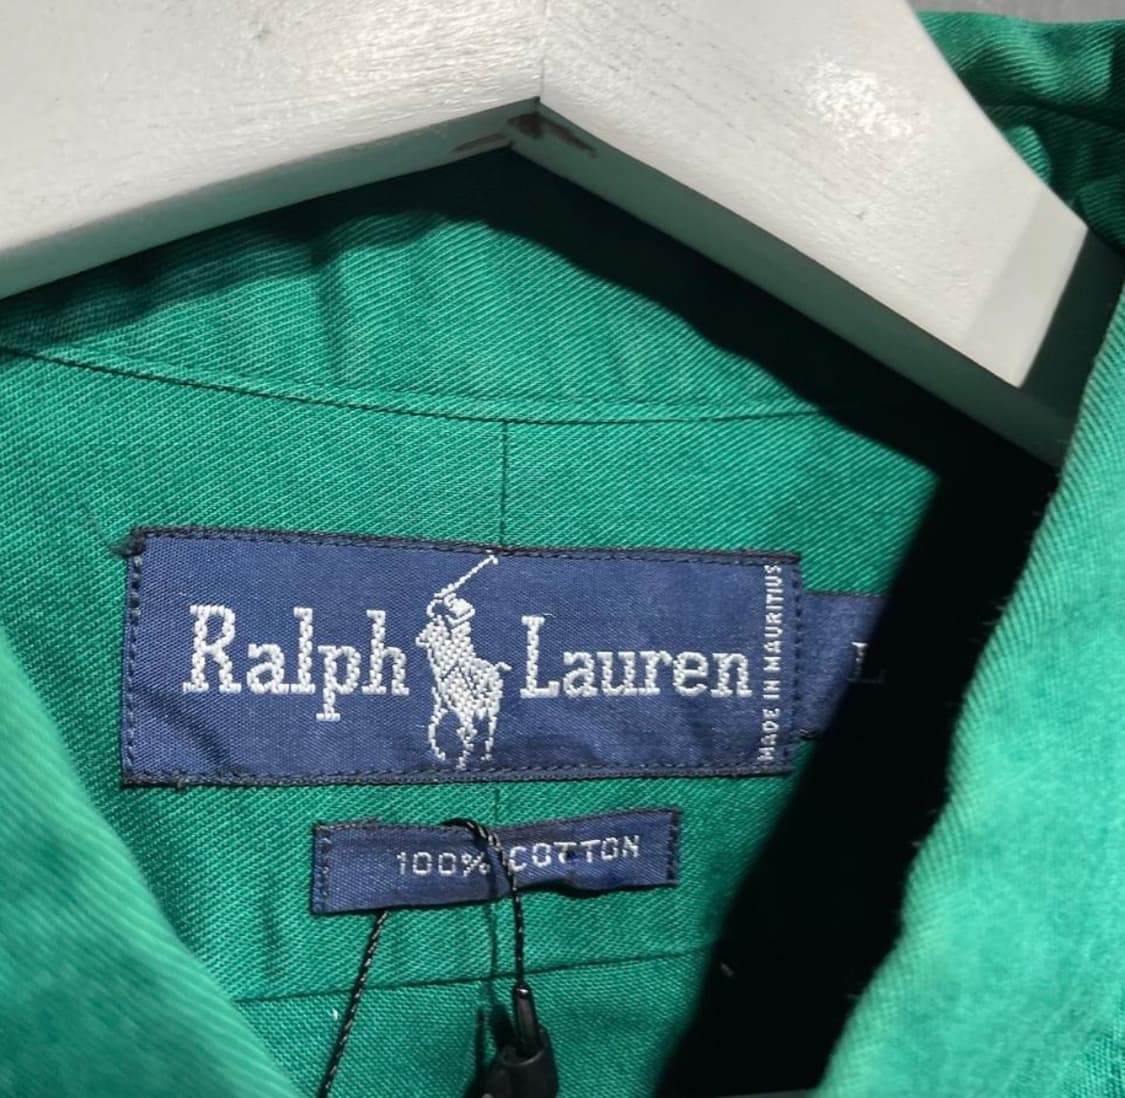 Ralph Lauren
MADE IN MAURITIUS
L
100% COTTON